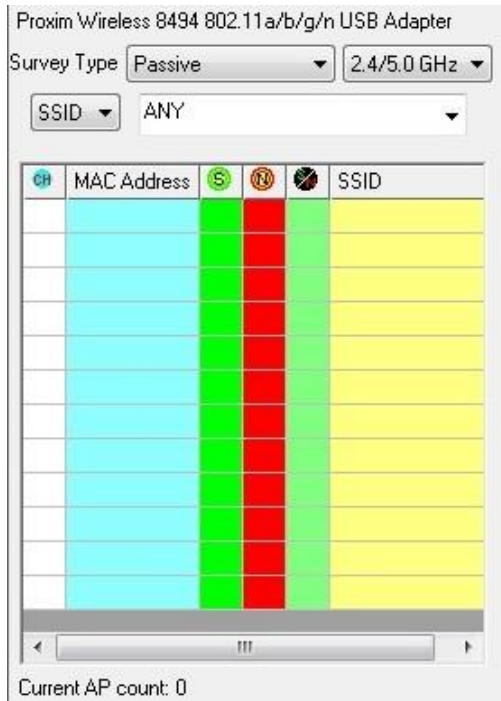 Proxim Wireless 8494 802.11a/b/g/n USB Adapter
Survey Type Passive 2.4/5.0 GHz
SSID ANY
CH MAC Address S N SSID
Current AP count: 0